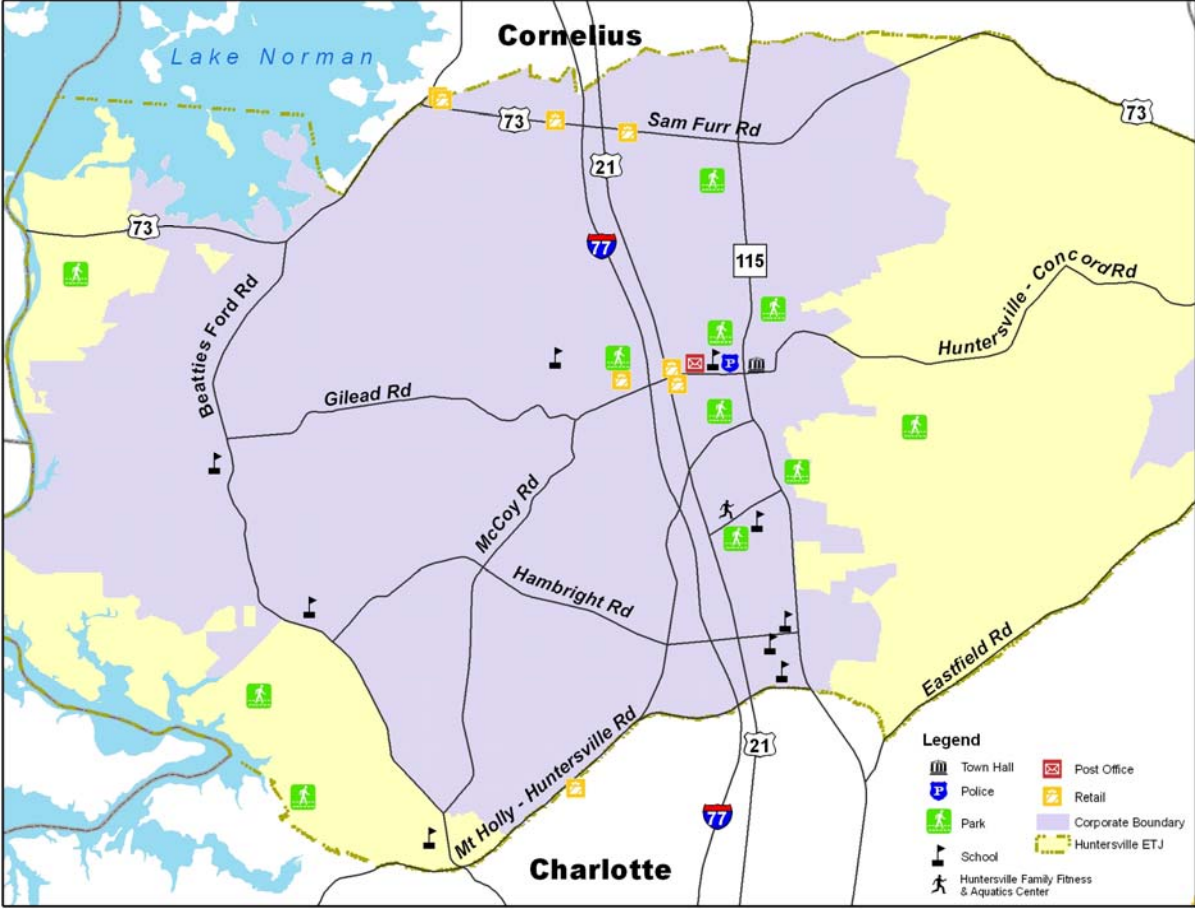 Cornelius
Lake Norman
73
Sam Furr Rd
73
21
73
77
115
Huntersville - Concord Rd
Beatties Ford Rd
P
Gilead Rd
McCoy Rd
Hambright Rd
Eastfield Rd
Mt Holly - Huntersville Rd
21
77
Charlotte
Legend
Town Hall
Post Office
P
Police
Retail
Park
Corporate Boundary
Huntersville ETJ
School
Huntersville Family Fitness
& Aquatics Center